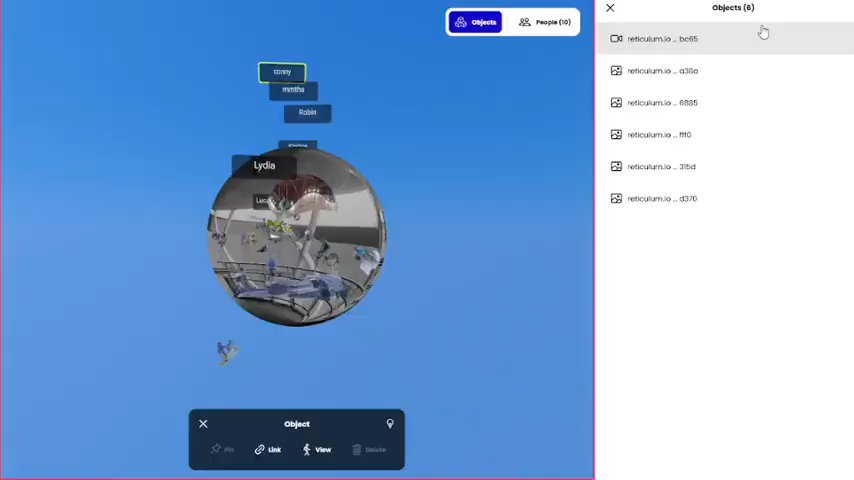 Objects
People (10)
Objects (6)
conny
mmths
Robin
Lydia
reticulum.io ... bc65
reticulum.io ... a38a
reticulum.io ... 6885
reticulum.io ... fff0
reticulum.io ... 315d
reticulum.io ... d370
Object
Pin
Link
View
Delete